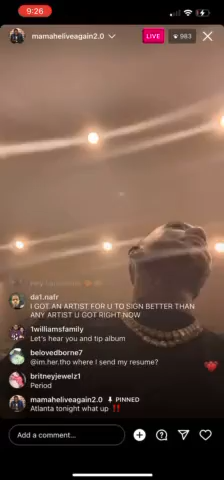 9:26
mamaheliveagain2.0
LIVE
983
da1.nafr
I GOT AN ARTIST FOR U TO SIGN BETTER THAN
ANY ARTIST U GOT RIGHT NOW
1williamsfamily
Let's hear you and tip album
belovedborne7
@im.her.tho where I send my resume?
britneyjewelz1
Period
mamaheliveagain2.0 PINNED
Atlanta tonight what up ‼️
Add a comment...